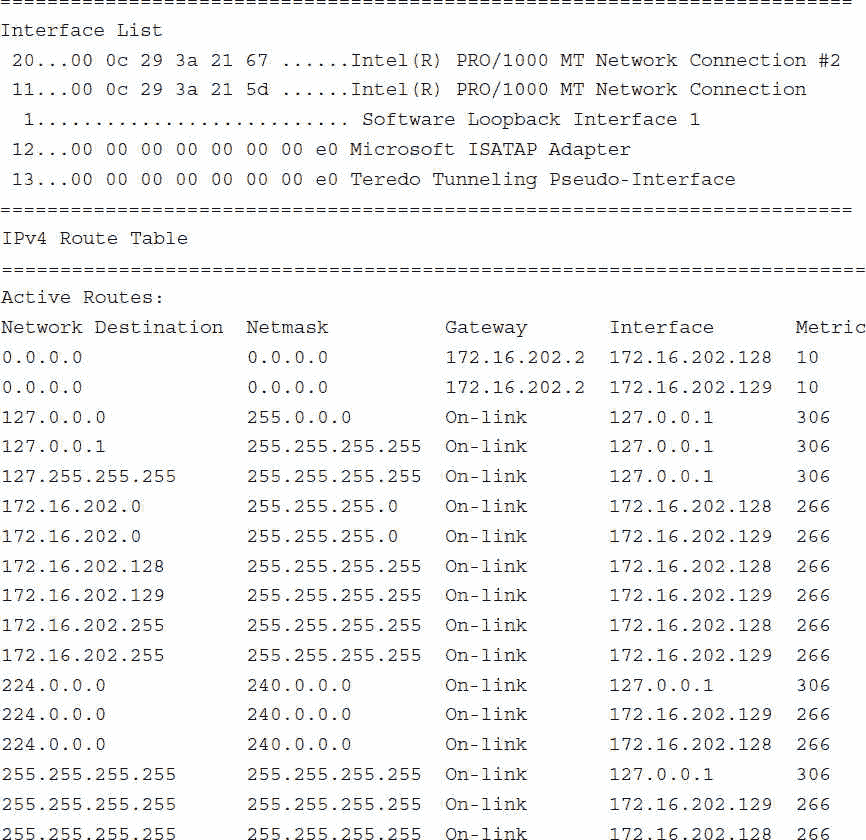 =========================================================================
Interface List
20...00 0c 29 3a 21 67 ......Intel(R) PRO/1000 MT Network Connection #2
11...00 0c 29 3a 21 5d ......Intel(R) PRO/1000 MT Network Connection
1........................... Software Loopback Interface 1
12...00 00 00 00 00 00 00 e0 Microsoft ISATAP Adapter
13...00 00 00 00 00 00 00 e0 Teredo Tunneling Pseudo-Interface
=========================================================================
IPv4 Route Table
==========================================================================
Active Routes:
Network Destination Netmask Gateway Interface Metric
0.0.0.0 0.0.0.0 172.16.202.2 172.16.202.128 10
0.0.0.0 0.0.0.0 172.16.202.2 172.16.202.129 10
127.0.0.0 255.0.0.0 On-link 127.0.0.1 306
127.0.0.1 255.255.255.255 On-link 127.0.0.1 306
127.255.255.255 255.255.255.255 On-link 127.0.0.1 306
172.16.202.0 255.255.255.0 On-link 172.16.202.128 266
172.16.202.0 255.255.255.0 On-link 172.16.202.129 266
172.16.202.128 255.255.255.255 On-link 172.16.202.128 266
172.16.202.129 255.255.255.255 On-link 172.16.202.129 266
172.16.202.255 255.255.255.255 On-link 172.16.202.128 266
172.16.202.255 255.255.255.255 On-link 172.16.202.129 266
224.0.0.0 240.0.0.0 On-link 127.0.0.1 306
224.0.0.0 240.0.0.0 On-link 172.16.202.129 266
224.0.0.0 240.0.0.0 On-link 172.16.202.128 266
255.255.255.255 255.255.255.255 On-link 127.0.0.1 306
255.255.255.255 255.255.255.255 On-link 172.16.202.129 266
255.255.255.255 255.255.255.255 On-link 172.16.202.128 266